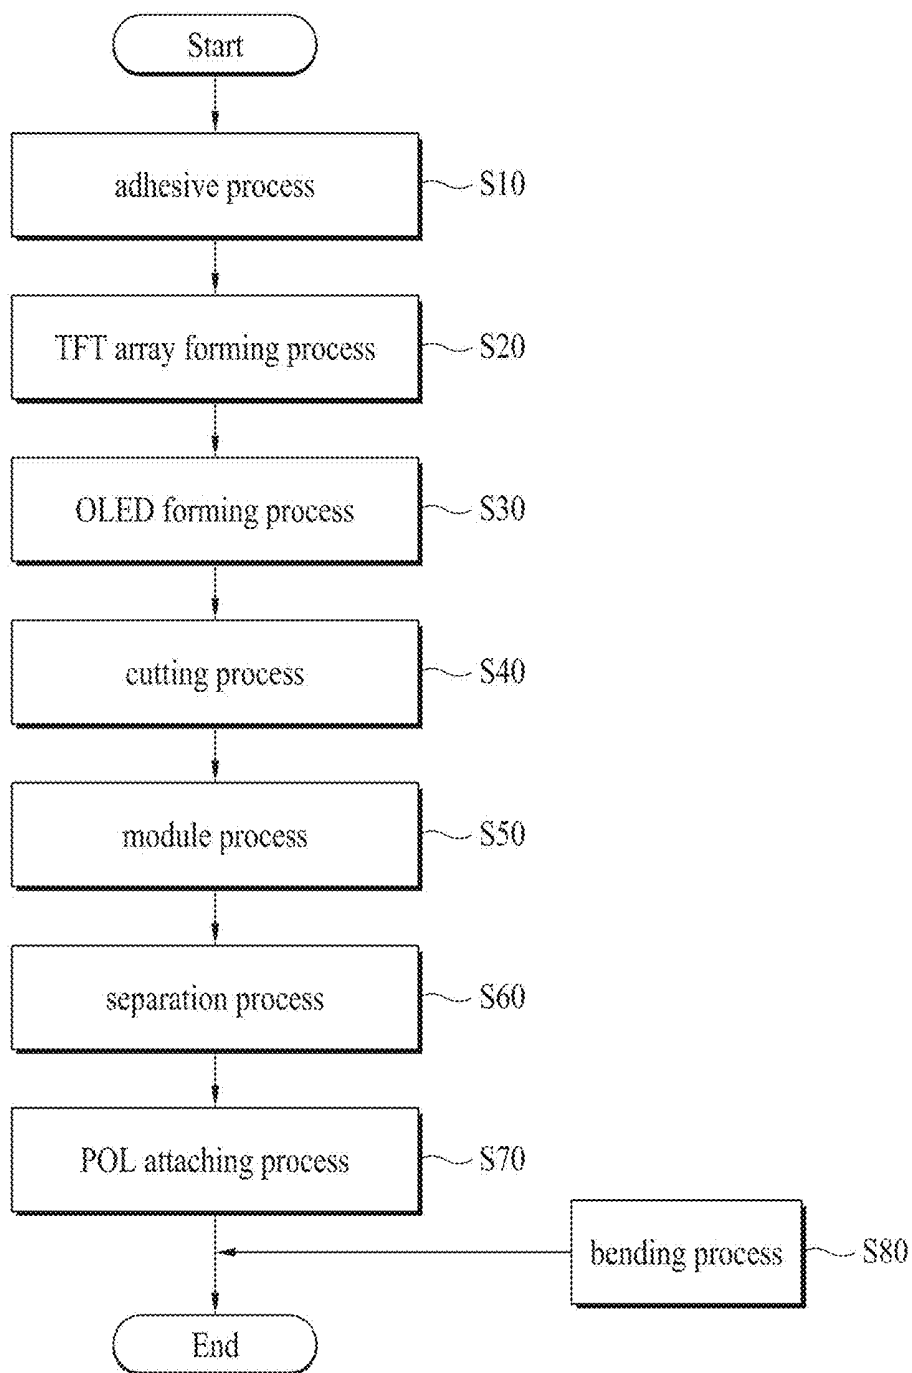 Start
adhesive process
S10
TFT array forming process
S20
OLED forming process
S30
cutting process
S40
module process
S50
separation process
S60
POL attaching process
S70
bending process
S80
End